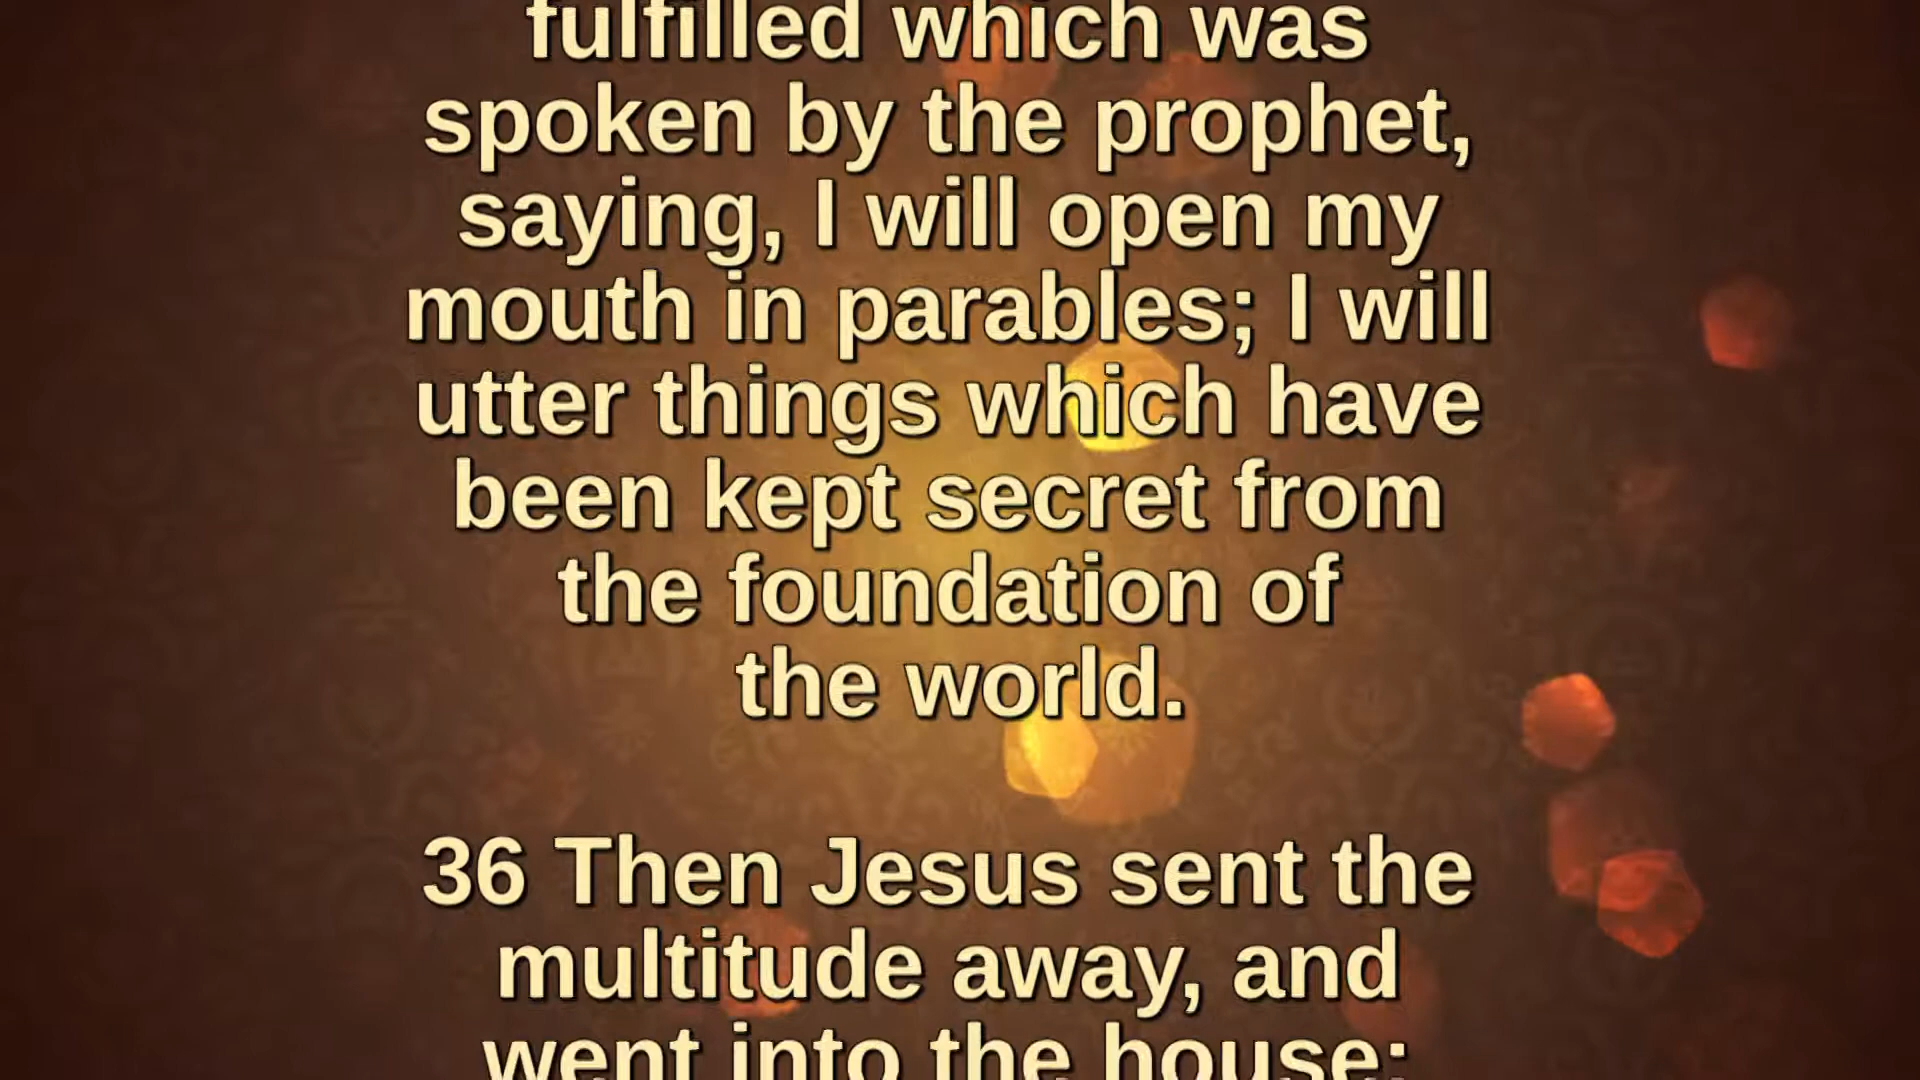 fulfilled which was
spoken by the prophet,
saying, I will open my
mouth in parables; I will
utter things which have
been kept secret from
the foundation of
the world.
36 Then Jesus sent the
multitude away, and
went into the house: